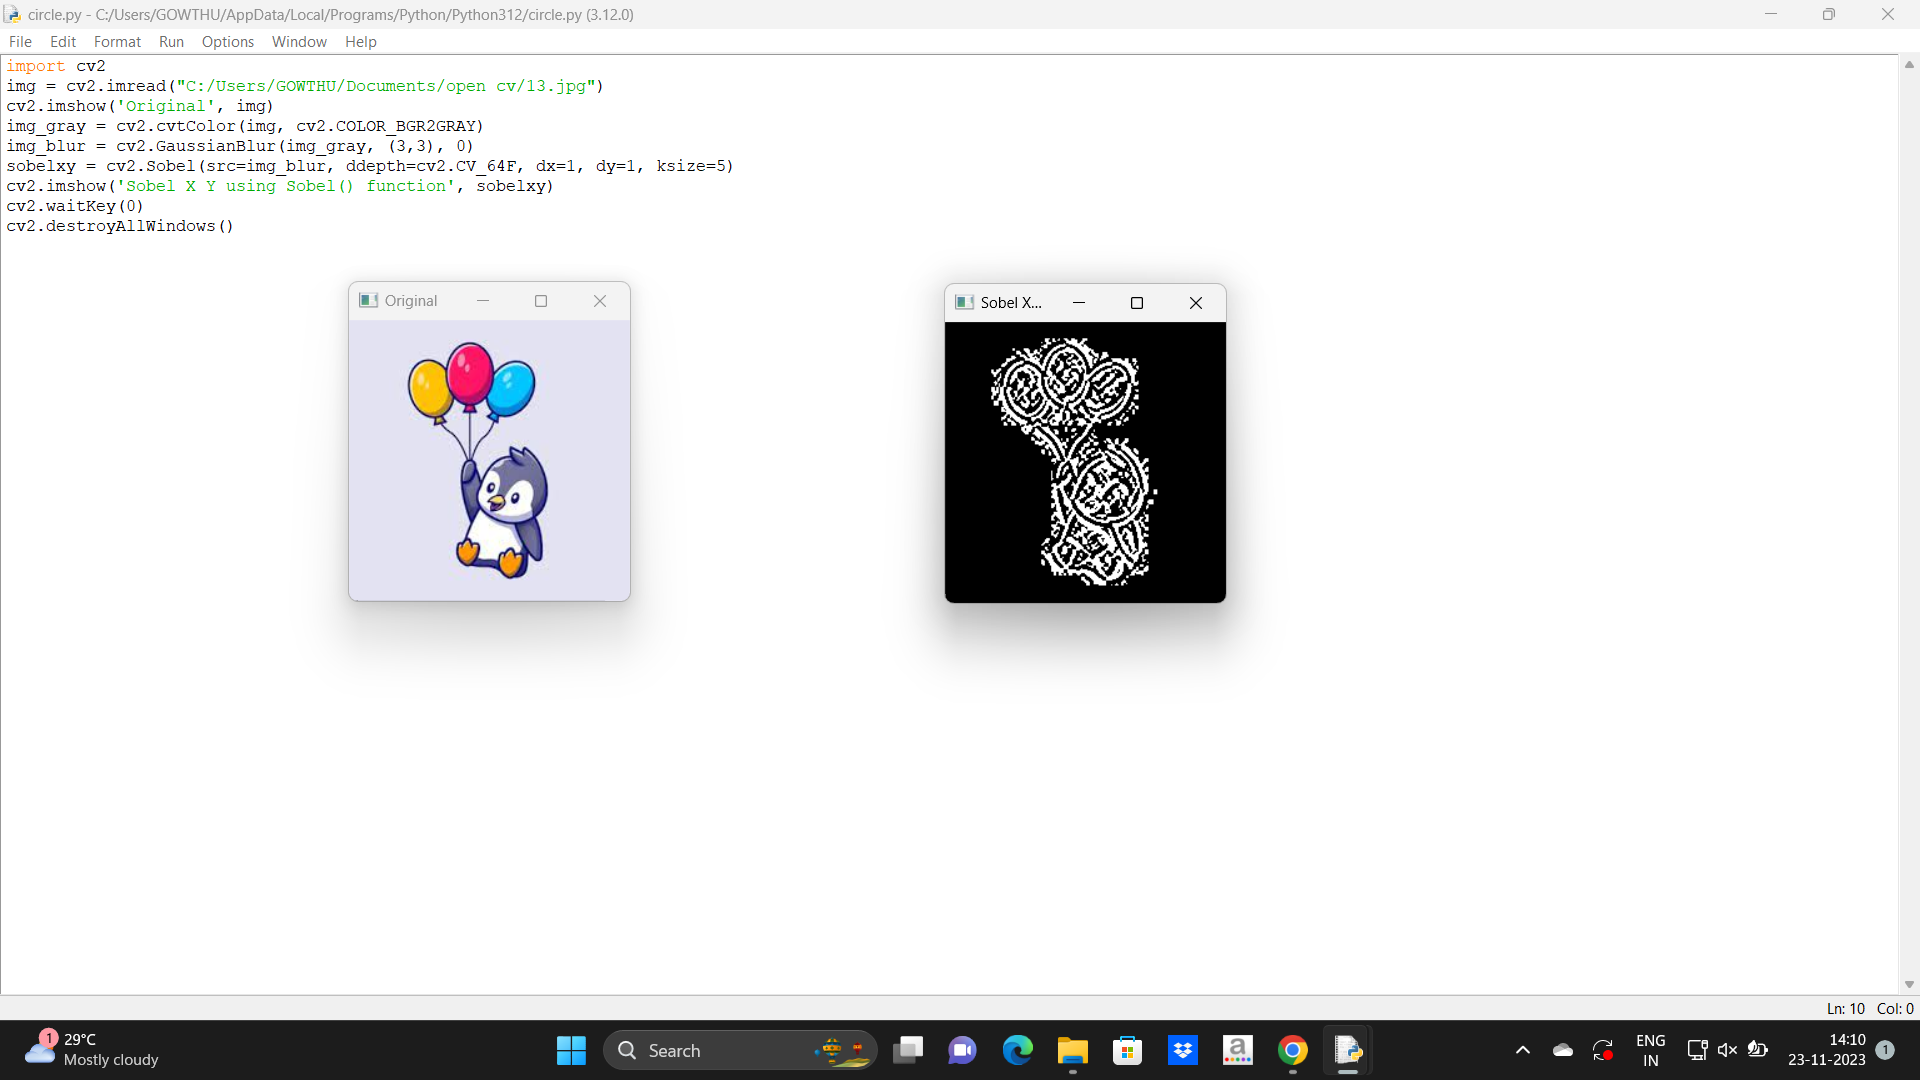 circle.py - C:/Users/GOWTHU/AppData/Local/Programs/Python/Python312/circle.py (3.12.0)
File Edit Format Run Options Window Help
import cv2
img = cv2.imread("C:/Users/GOWTHU/Documents/open cv/13.jpg")
cv2.imshow('Original', img)
img_gray = cv2.cvtColor(img, cv2.COLOR_BGR2GRAY)
img_blur = cv2.GaussianBlur(img_gray, (3,3), 0)
sobelxy = cv2.Sobel(src=img_blur, ddepth=cv2.CV_64F, dx=1, dy=1, ksize=5)
cv2.imshow('Sobel X Y using Sobel() function', sobelxy)
cv2.waitKey(0)
cv2.destroyAllWindows()
Original
Sobel X...
Ln: 10 Col: 0
1
29°C
Mostly cloudy
Search
a
ENG
IN
14:10
23-11-2023
1